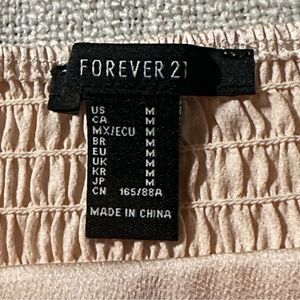 FOREVER 21
US M
CA M
MX/ECU M
BR M
EU M
UK M
KR M
JP M
CN 165/88A
MADE IN CHINA